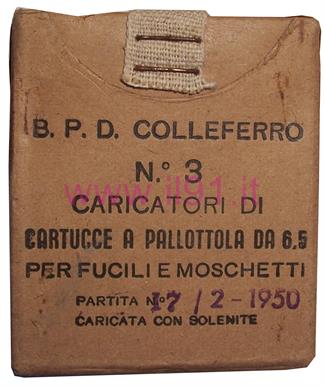 B. P. D. COLLEFERRO
N.° 3
www.il91.it
CARICATORI DI
CARTUCCE A PALLOTTOLA DA 6,5
PER FUCILI E MOSCHETTI
PARTITA N° 17/2-1950
CARICATA CON SOLENITE